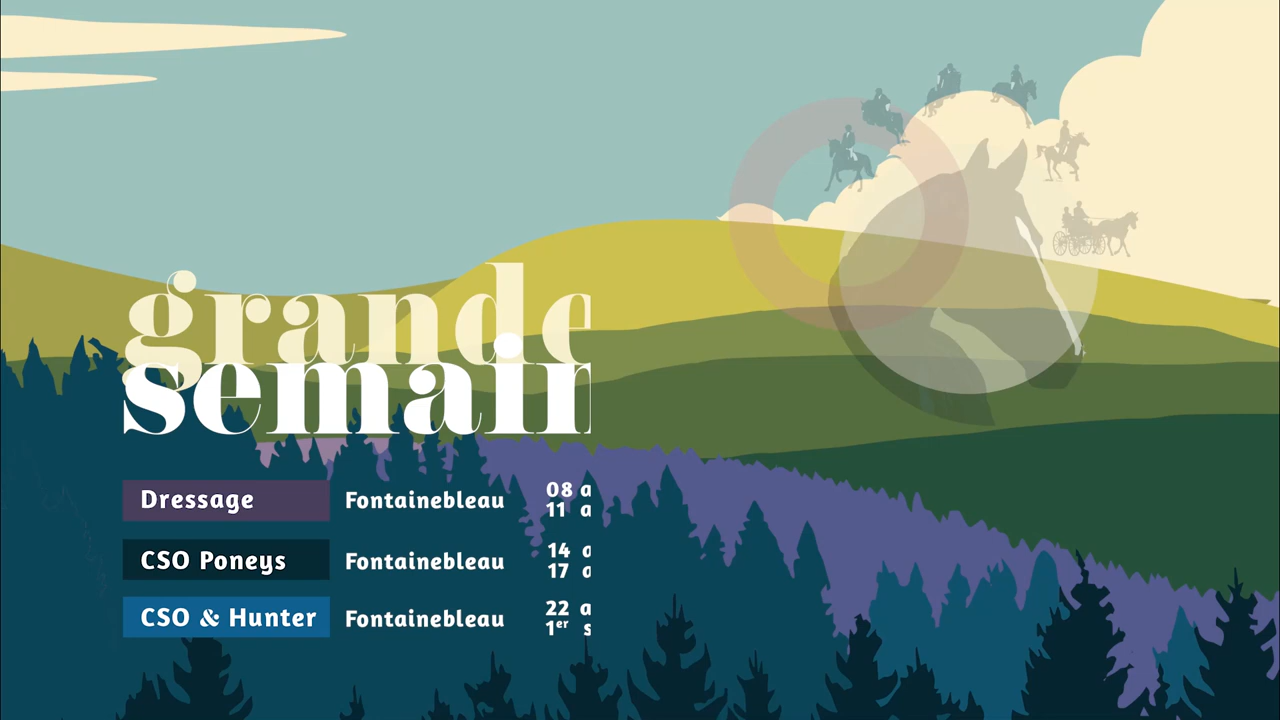 grande
semain
Dressage Fontainebleau 08 a
11 a
CSO Poneys Fontainebleau 14 a
17 a
CSO & Hunter Fontainebleau 22 a
1er s